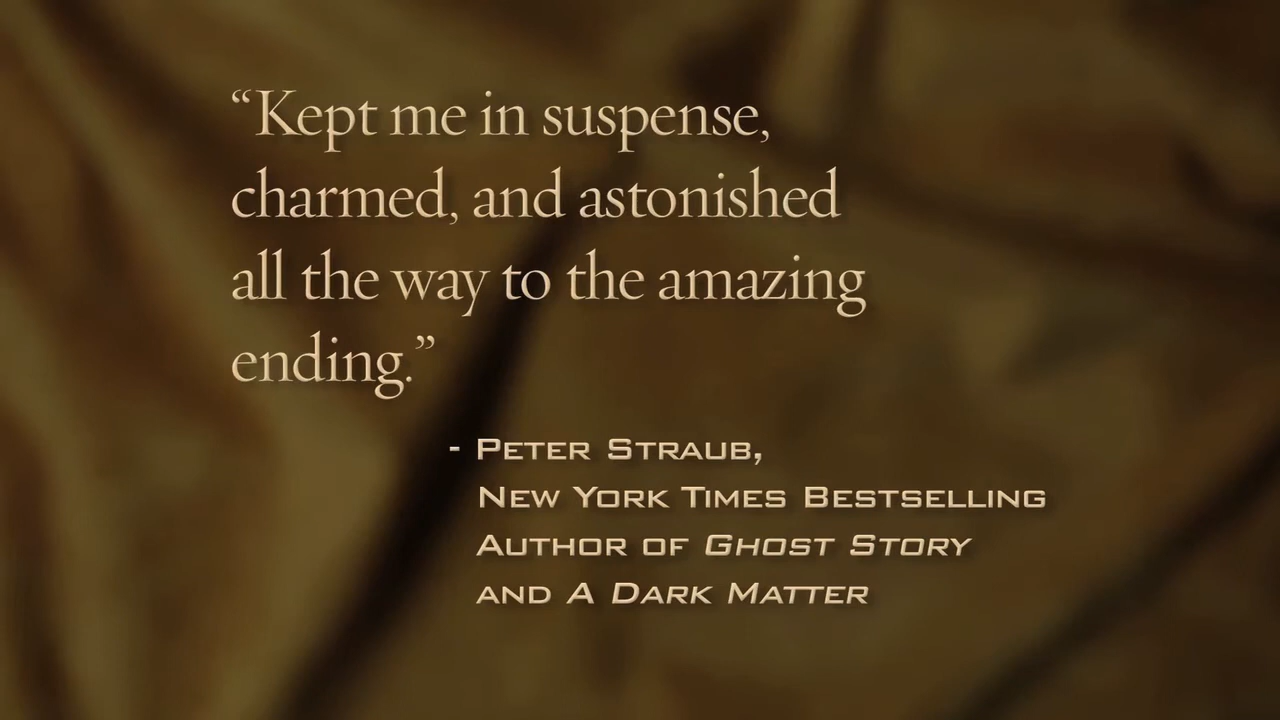 “Kept me in suspense,
charmed, and astonished
all the way to the amazing
ending.”
- Peter Straub,
New York Times Bestselling
Author of Ghost Story
and A Dark Matter